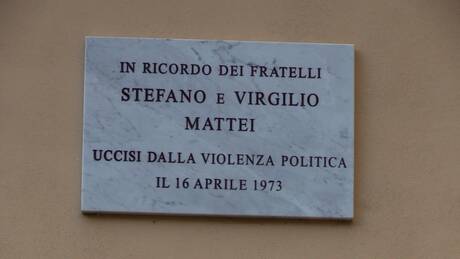 IN RICORDO DEI FRATELLI
STEFANO E VIRGILIO
MATTEI
UCCISI DALLA VIOLENZA POLITICA
IL 16 APRILE 1973